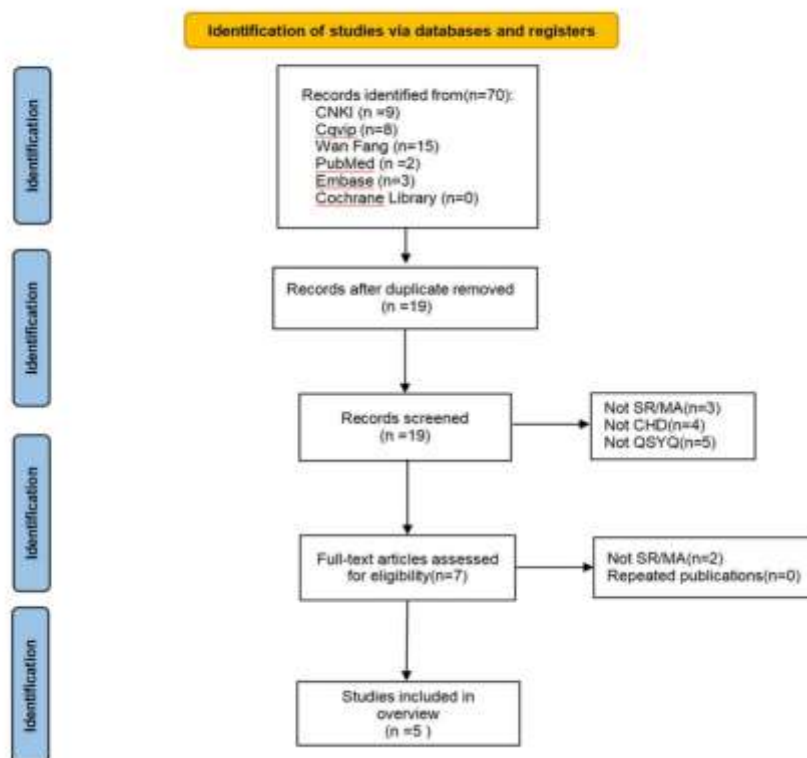 Identification of studies via databases and registers
Identification
Records identified from(n=70):
CNKI (n =9)
Cqvip (n=8)
Wan Fang (n=15)
PubMed (n =2)
Embase (n=3)
Cochrane Library (n=0)
Identification
Records after duplicate removed
(n =19)
Records screened
(n =19)
Not SR/MA(n=3)
Not CHD(n=4)
Not QSYQ(n=5)
Identification
Full-text articles assessed
for eligibility(n=7)
Not SR/MA(n=2)
Repeated publications(n=0)
Identification
Studies included in
overview
(n =5 )